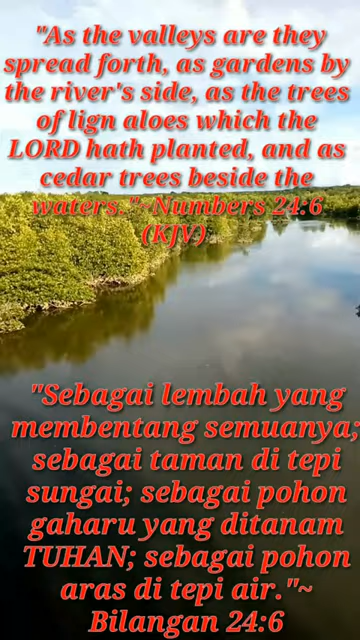 "As the valleys are they
spread forth, as gardens by
the river's side, as the trees
of lign aloes which the
LORD hath planted, and as
cedar trees beside the
waters."~Numbers 24:6
(KJV)
"Sebagai lembah yang
membentang semuanya;
sebagai taman di tepi
sungai; sebagai pohon
gaharu yang ditanam
TUHAN; sebagai pohon
aras di tepi air."~
Bilangan 24:6